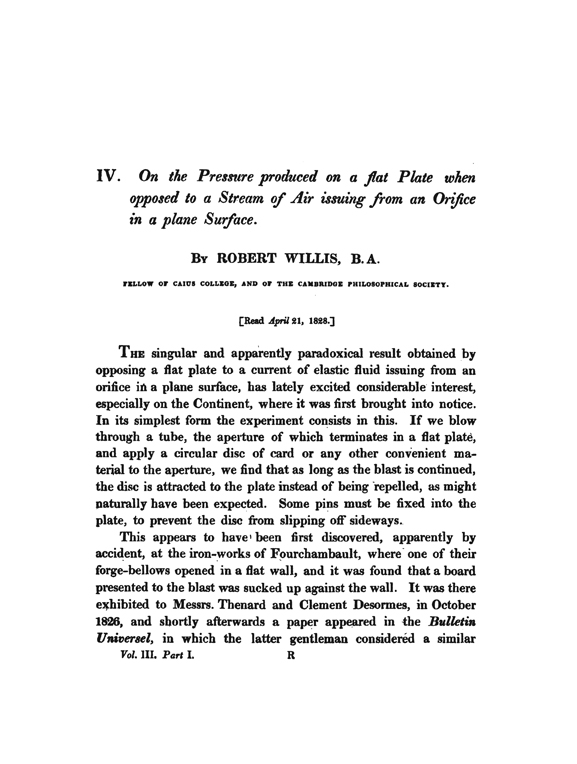 IV. On the Pressure produced on a flat Plate when
opposed to a Stream of Air issuing from an Orifice
in a plane Surface.
By ROBERT WILLIS, B.A.
FELLOW OF CAIUS COLLEGE, AND OF THE CAMBRIDGE PHILOSOPHICAL SOCIETY.
[Read April 21, 1828.]
THE singular and apparently paradoxical result obtained by
opposing a flat plate to a current of elastic fluid issuing from an
orifice in a plane surface, has lately excited considerable interest,
especially on the Continent, where it was first brought into notice.
In its simplest form the experiment consists in this. If we blow
through a tube, the aperture of which terminates in a flat plate,
and apply a circular disc of card or any other convenient ma-
terial to the aperture, we find that as long as the blast is continued,
the disc is attracted to the plate instead of being repelled, as might
naturally have been expected. Some pins must be fixed into the
plate, to prevent the disc from slipping off sideways.
This appears to have been first discovered, apparently by
accident, at the iron-works of Fourchambault, where one of their
forge-bellows opened in a flat wall, and it was found that a board
presented to the blast was sucked up against the wall. It was there
exhibited to Messrs. Thenard and Clement Desormes, in October
1826, and shortly afterwards a paper appeared in the Bulletin
Universel, in which the latter gentleman considered a similar
Vol. III. Part I. R